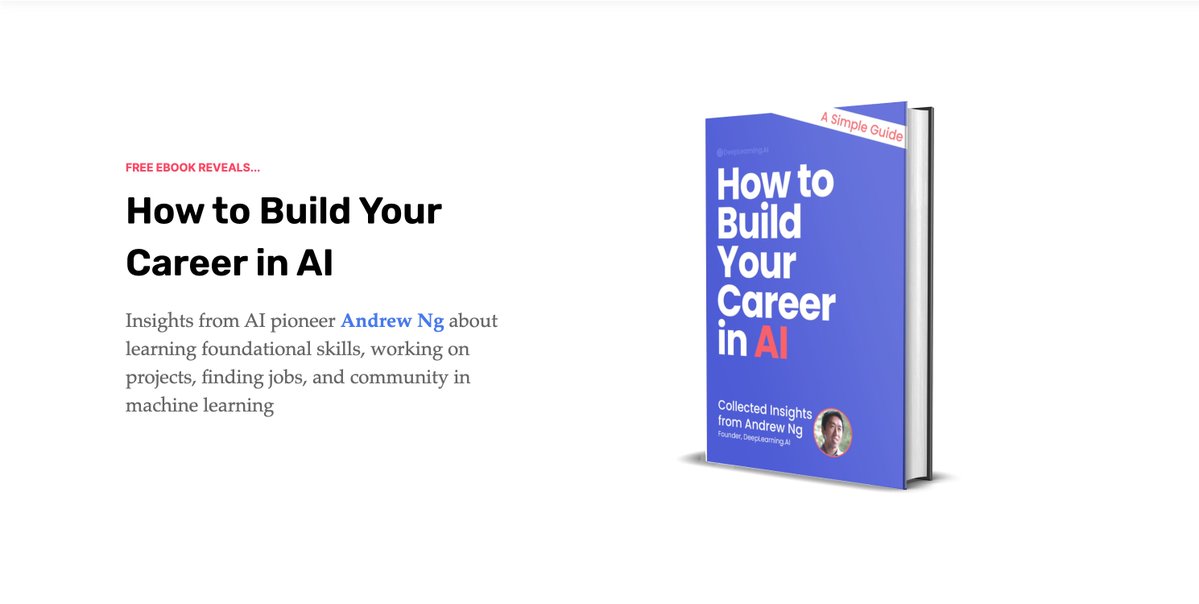 FREE EBOOK REVEALS...
How to Build Your
Career in AI
Insights from AI pioneer Andrew Ng about
learning foundational skills, working on
projects, finding jobs, and community in
machine learning
A Simple Guide
DeepLearning.AI
How to
Build
Your
Career
in AI
Collected Insights
from Andrew Ng
Founder, DeepLearning.AI